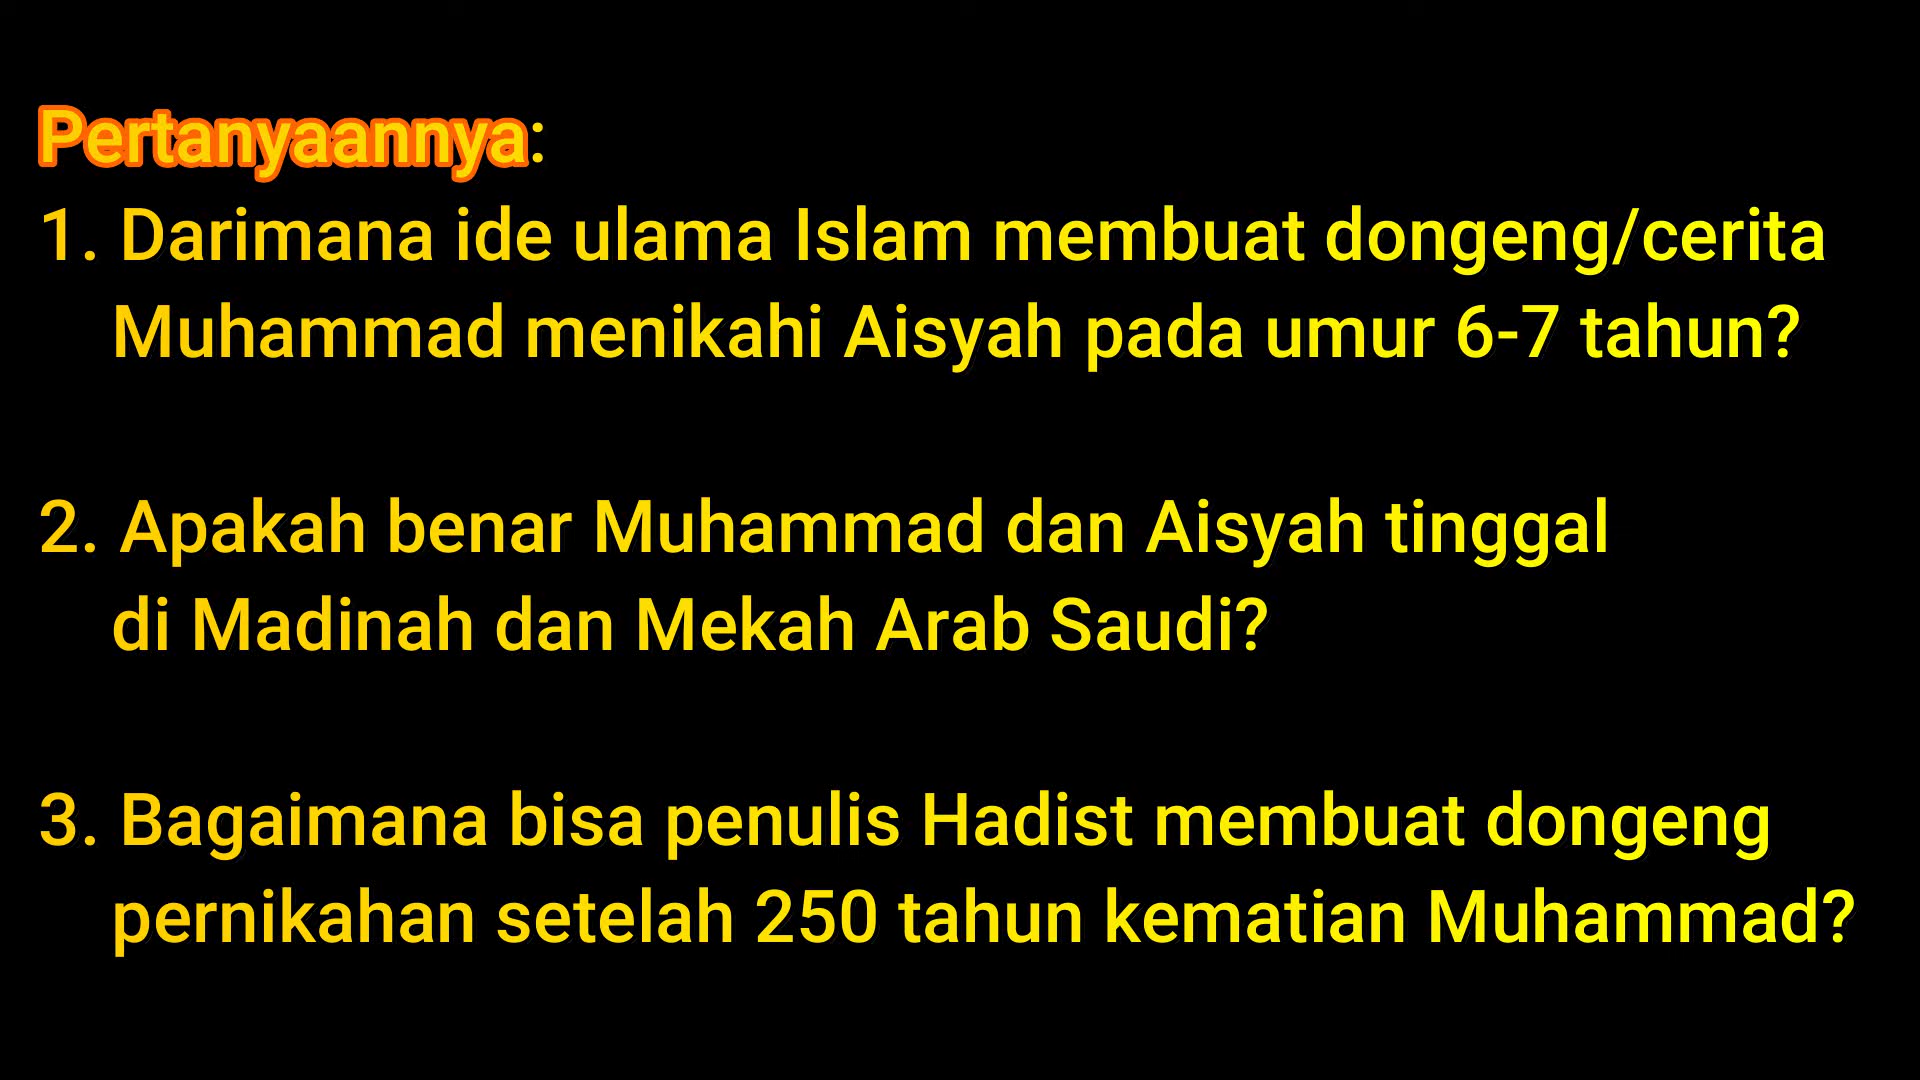 Pertanyaannya:
1. Darimana ide ulama Islam membuat dongeng/cerita
Muhammad menikahi Aisyah pada umur 6-7 tahun?
2. Apakah benar Muhammad dan Aisyah tinggal
di Madinah dan Mekah Arab Saudi?
3. Bagaimana bisa penulis Hadist membuat dongeng
pernikahan setelah 250 tahun kematian Muhammad?